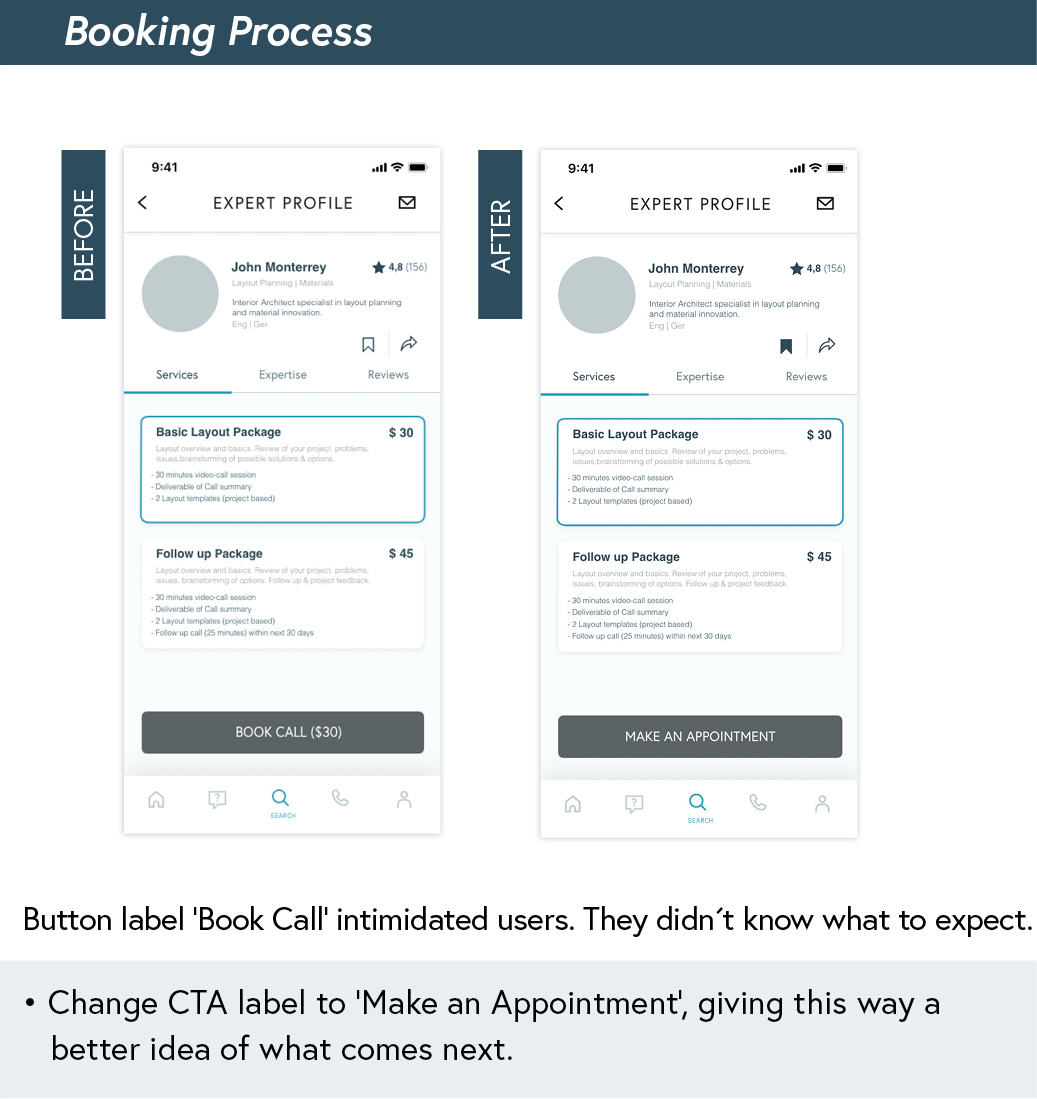 Booking Process
BEFORE
9:41
EXPERT PROFILE
John Monterrey
4,8 (156)
Layout Planning | Materials
Interior Architect specialist in layout planning
and material innovation.
Eng | Ger
Services
Expertise
Reviews
Basic Layout Package
$ 30
Layout overview and basics. Review of your project, problems,
issues,brainstorming of possible solutions & options.
- 30 minutes video-call session
- Deliverable of Call summary
- 2 Layout templates (project based)
Follow up Package
$ 45
Layout overview and basics. Review of your project, problems,
issues, brainstorming of options. Follow up & project feedback.
- 30 minutes video-call session
- Deliverable of Call summary
- 2 Layout templates (project based)
- Follow up call (25 minutes) within next 30 days
BOOK CALL ($30)
?
SEARCH
AFTER
9:41
EXPERT PROFILE
John Monterrey
4,8 (156)
Layout Planning | Materials
Interior Architect specialist in layout planning
and material innovation.
Eng | Ger
Services
Expertise
Reviews
Basic Layout Package
$ 30
Layout overview and basics. Review of your project, problems,
issues,brainstorming of possible solutions & options.
- 30 minutes video-call session
- Deliverable of Call summary
- 2 Layout templates (project based)
Follow up Package
$ 45
Layout overview and basics. Review of your project, problems,
issues, brainstorming of options. Follow up & project feedback.
- 30 minutes video-call session
- Deliverable of Call summary
- 2 Layout templates (project based)
- Follow up call (25 minutes) within next 30 days
MAKE AN APPOINTMENT
?
SEARCH
Button label 'Book Call' intimidated users. They didn´t know what to expect.
• Change CTA label to 'Make an Appointment', giving this way a
better idea of what comes next.